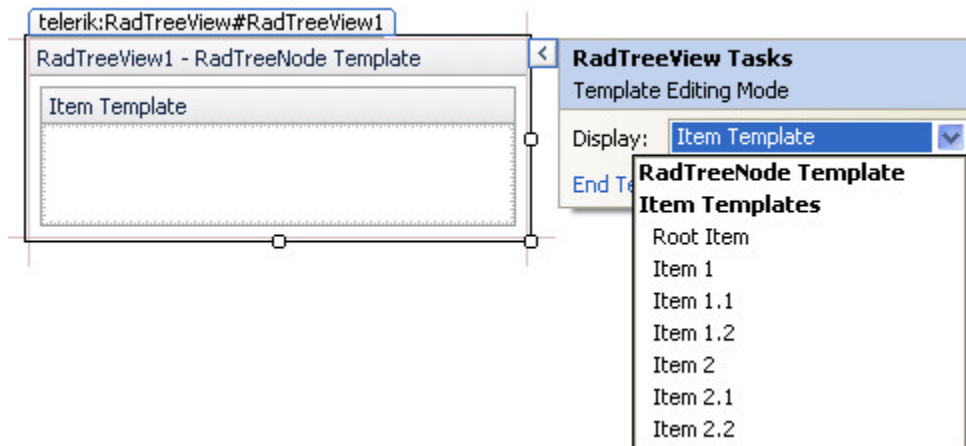 telerik:RadTreeView#RadTreeView1
RadTreeView1 - RadTreeNode Template
Item Template
RadTreeView Tasks
Template Editing Mode
Display: Item Template
End
RadTreeNode Template
Item Templates
Root Item
Item 1
Item 1.1
Item 1.2
Item 2
Item 2.1
Item 2.2